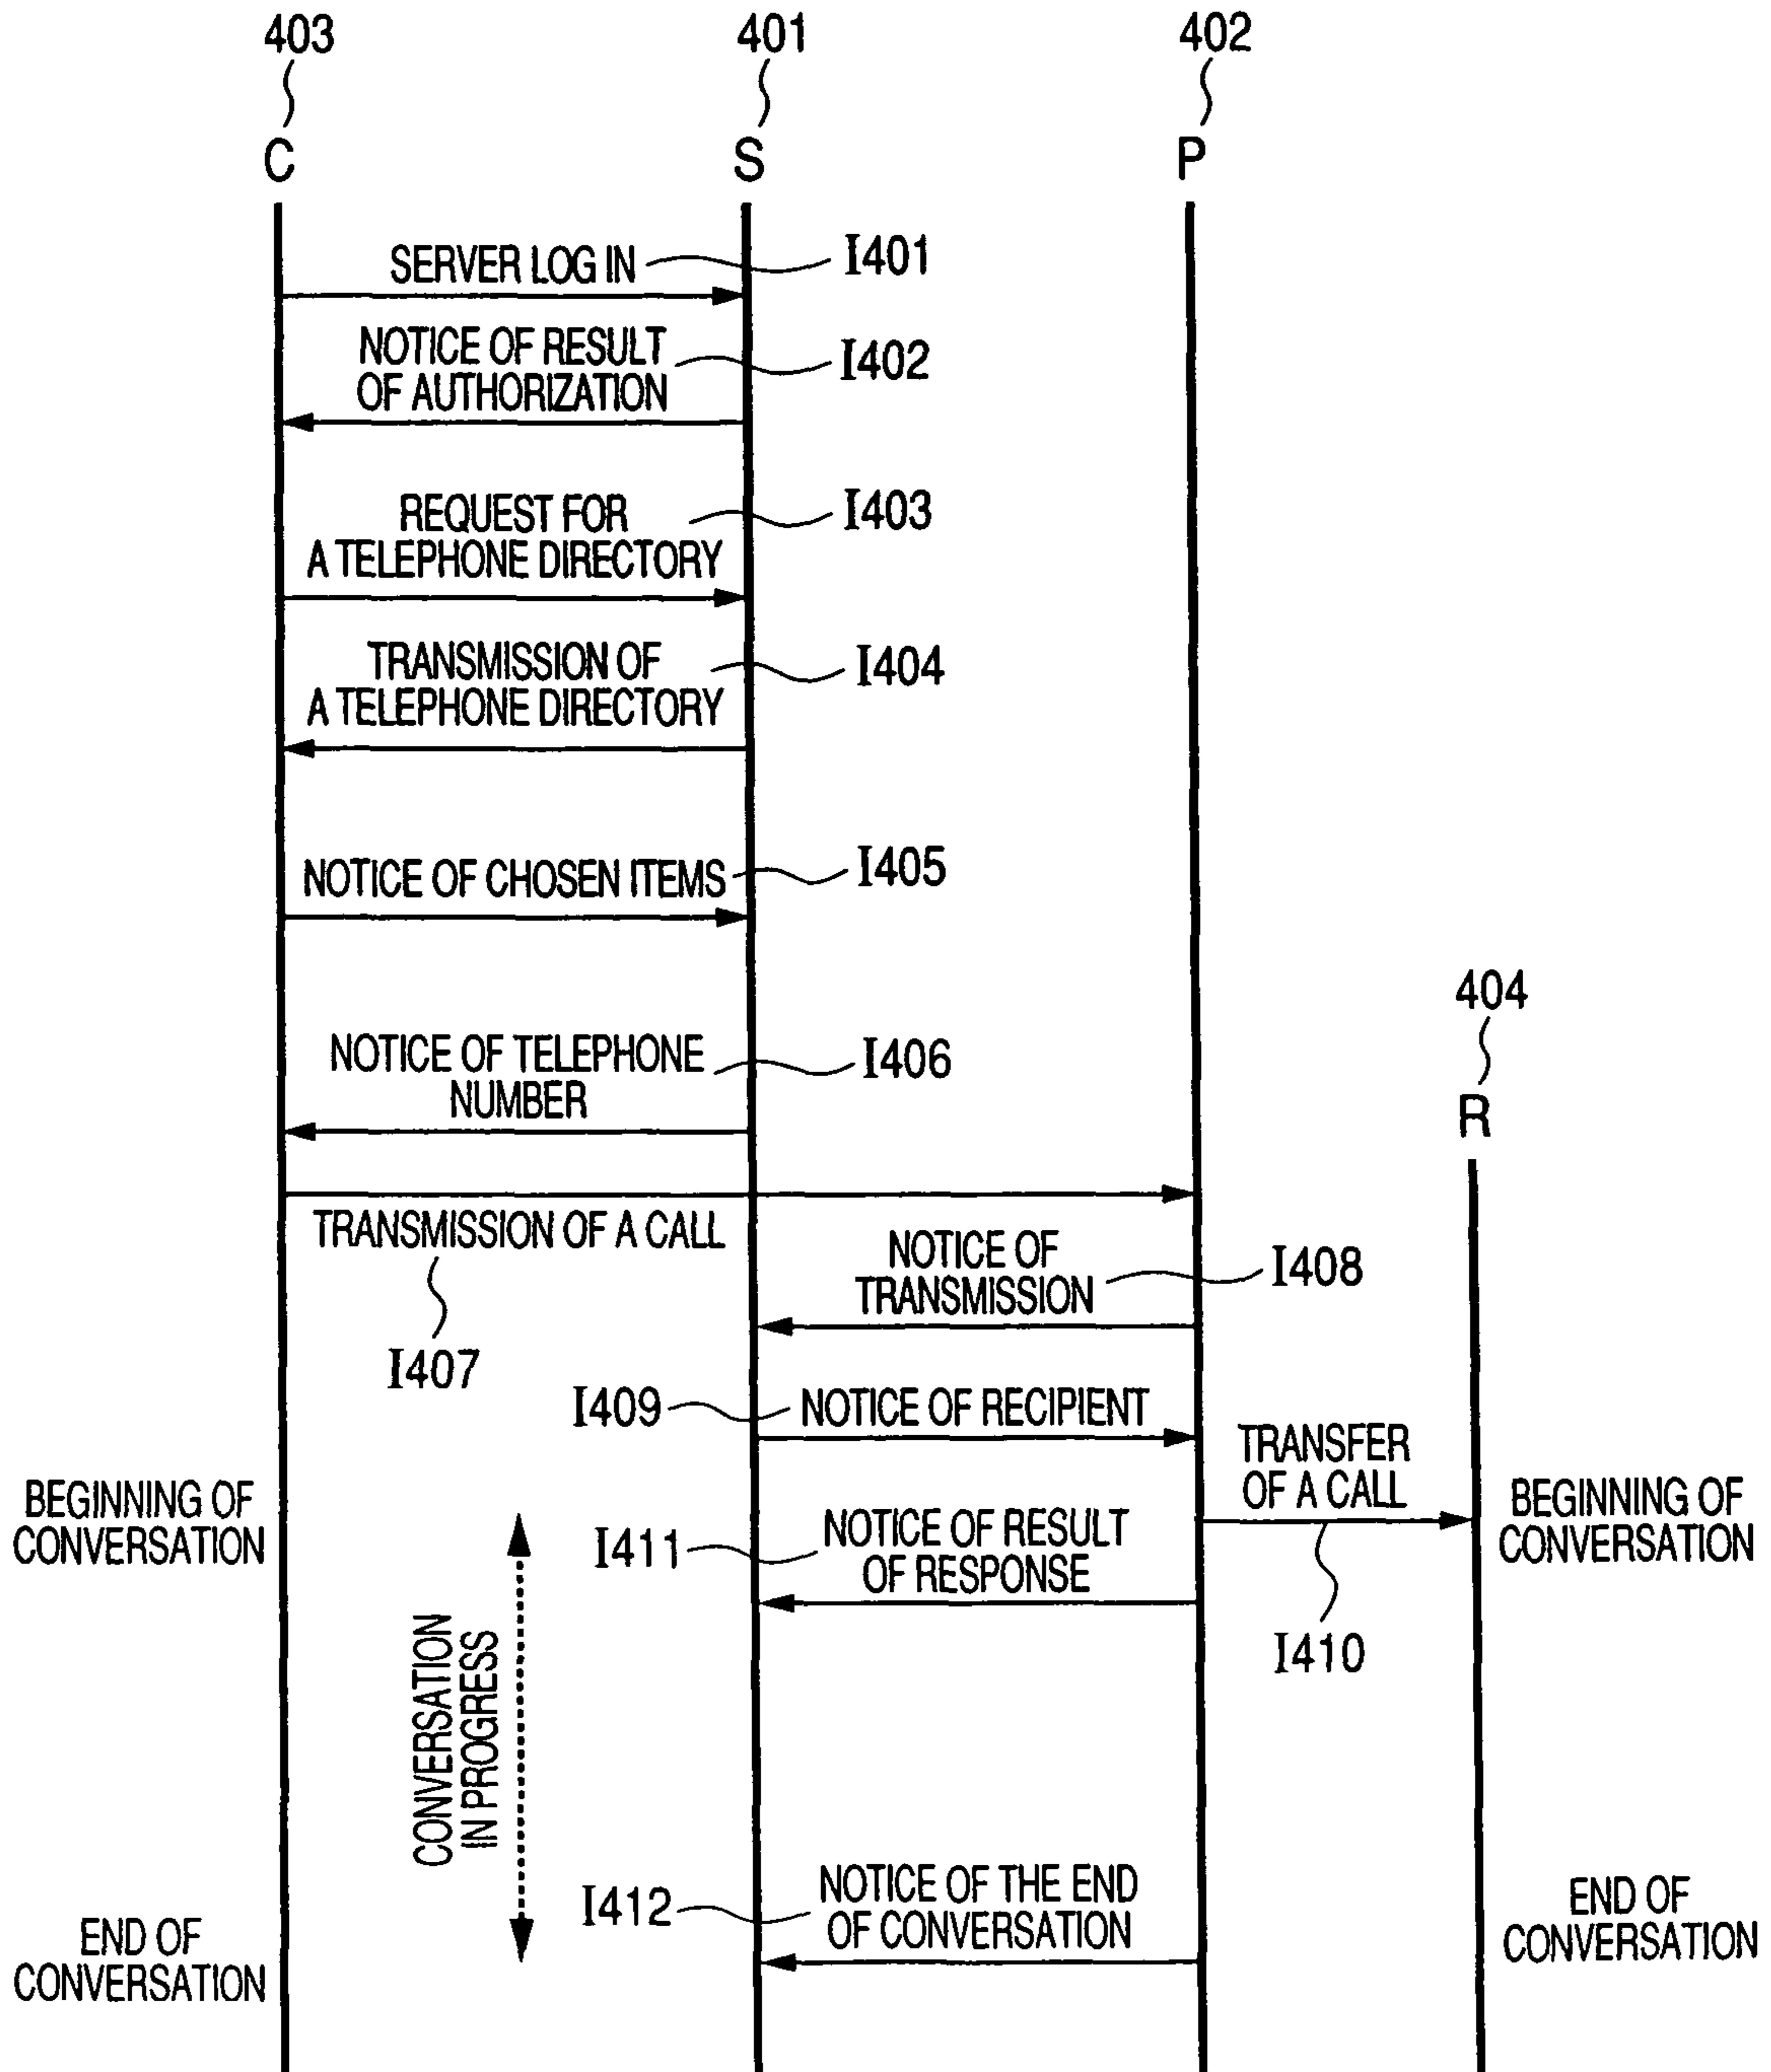 403
401
402
C
S
P
SERVER LOG IN
I401
NOTICE OF RESULT
OF AUTHORIZATION
I402
REQUEST FOR
A TELEPHONE DIRECTORY
I403
TRANSMISSION OF
A TELEPHONE DIRECTORY
I404
NOTICE OF CHOSEN ITEMS
I405
404
R
NOTICE OF TELEPHONE
NUMBER
I406
TRANSMISSION OF A CALL
I407
NOTICE OF
TRANSMISSION
I408
I409
NOTICE OF RECIPIENT
TRANSFER
OF A CALL
I410
BEGINNING OF
CONVERSATION
BEGINNING OF
CONVERSATION
I411
NOTICE OF RESULT
OF RESPONSE
CONVERSATION
IN PROGRESS
I412
NOTICE OF THE END
OF CONVERSATION
END OF
CONVERSATION
END OF
CONVERSATION